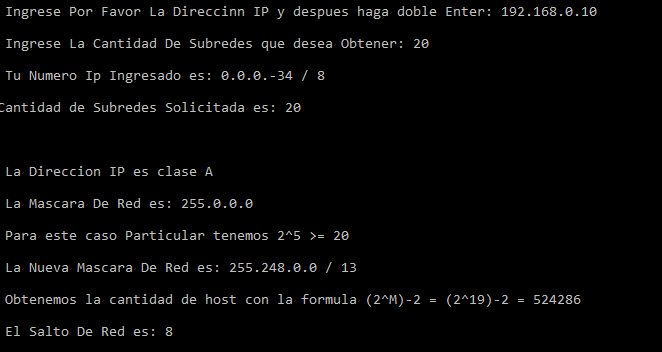 Ingrese Por Favor La Direccinn IP y despues haga doble Enter: 192.168.0.10
Ingrese La Cantidad De Subredes que desea Obtener: 20
Tu Numero Ip Ingresado es: 0.0.0.-34 / 8
Cantidad de Subredes Solicitada es: 20
La Direccion IP es clase A
La Mascara De Red es: 255.0.0.0
Para este caso Particular tenemos 2^5 >= 20
La Nueva Mascara De Red es: 255.248.0.0 / 13
Obtenemos la cantidad de host con la formula (2^M)-2 = (2^19)-2 = 524286
El Salto De Red es: 8